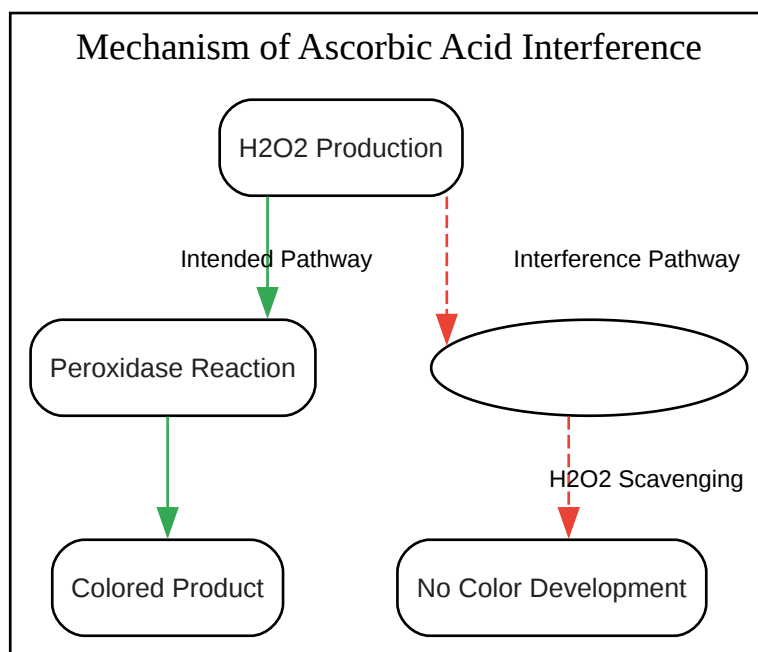 Mechanism of Ascorbic Acid Interference
H2O2 Production
Intended Pathway
Interference Pathway
Peroxidase Reaction
H2O2 Scavenging
Colored Product
No Color Development